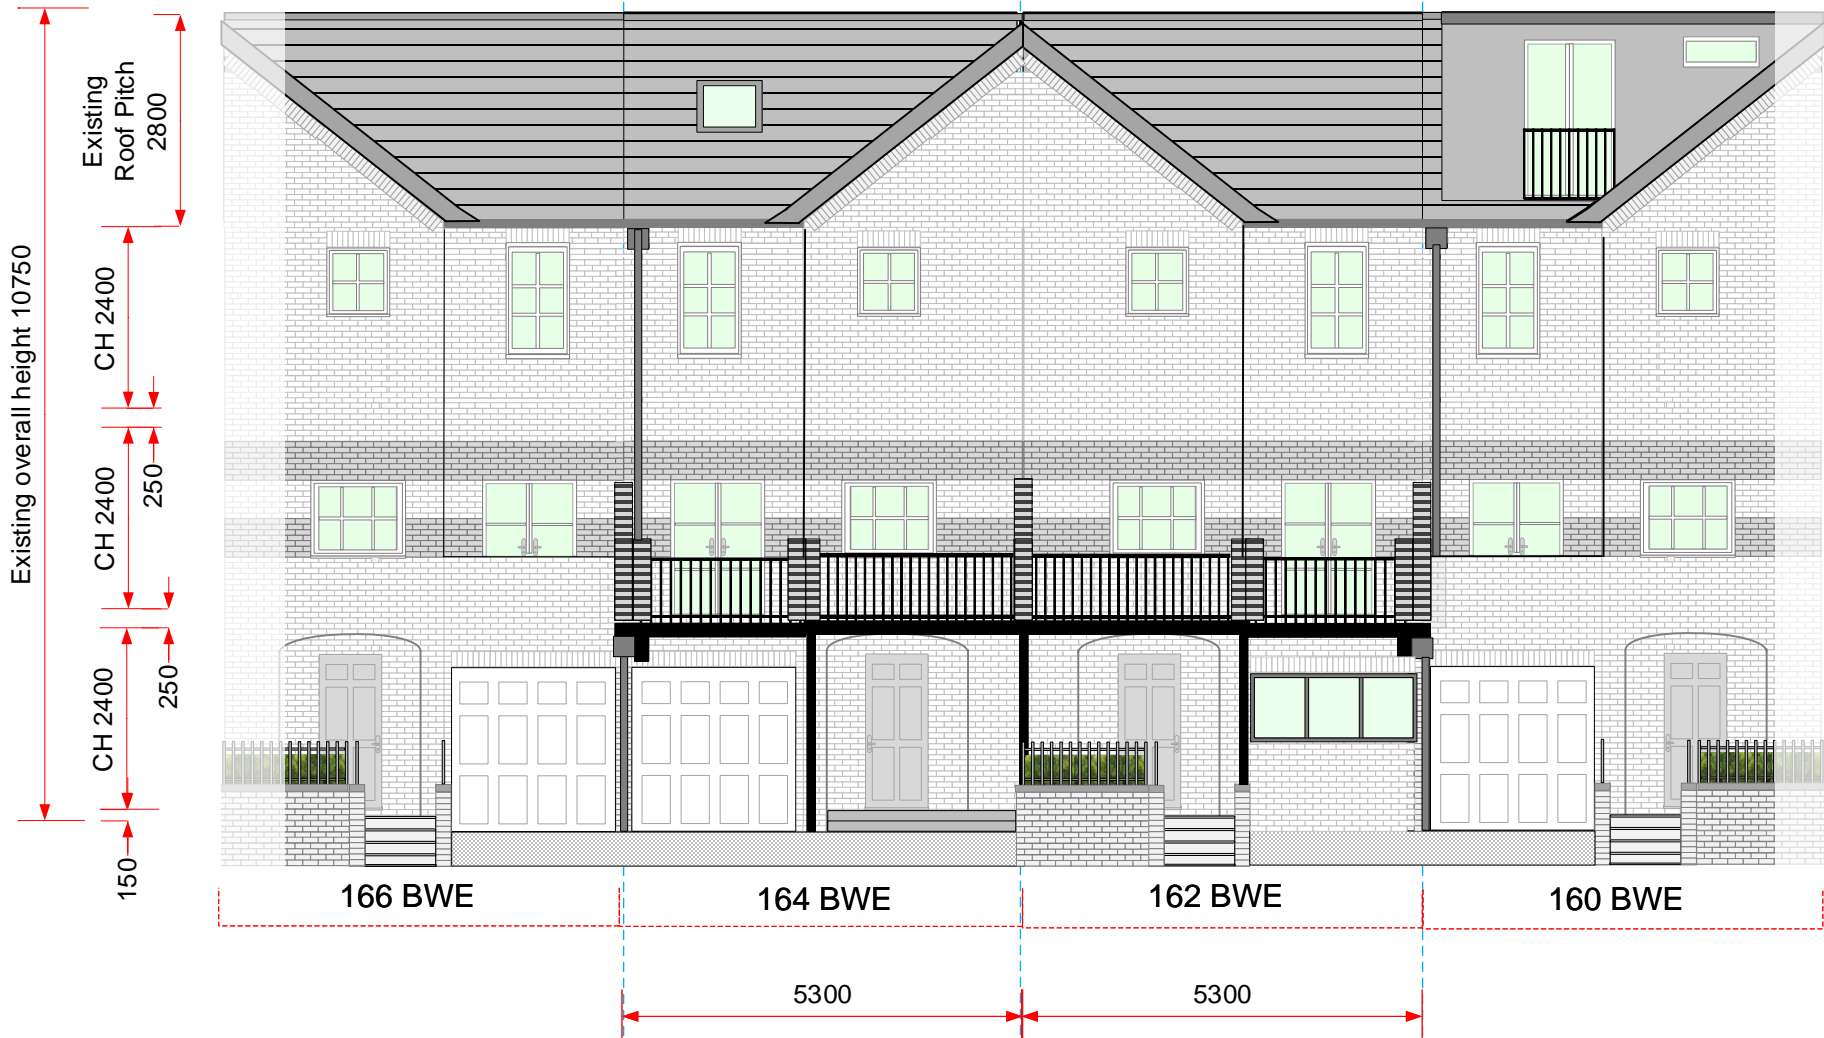 Existing overall height 10750
Existing
Roof Pitch
2800
CH 2400
250
CH 2400
250
CH 2400
150
166 BWE
164 BWE
162 BWE
160 BWE
5300
5300